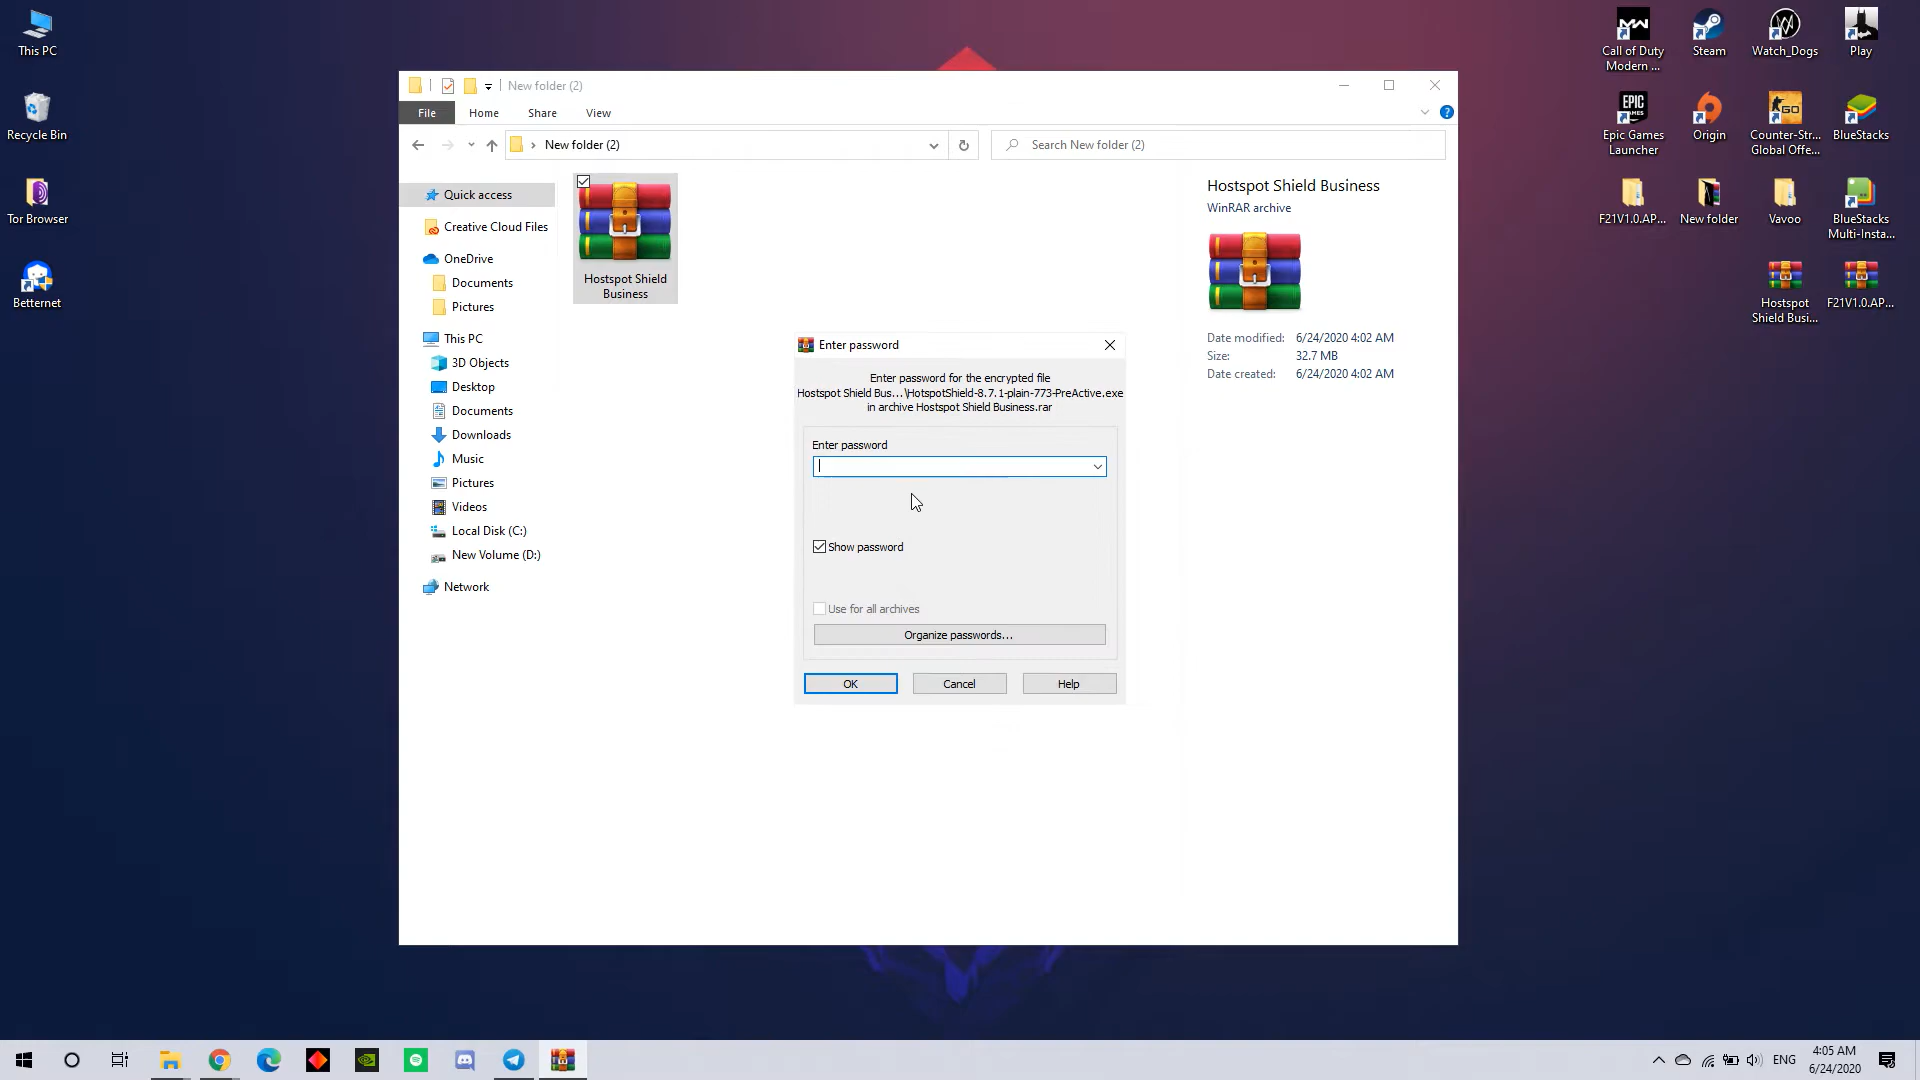 This PC
Recycle Bin
Tor Browser
Betternet
New folder (2)
File
Home
Share
View
New folder (2)
Search New folder (2)
Quick access
Creative Cloud Files
OneDrive
Documents
Pictures
This PC
3D Objects
Desktop
Documents
Downloads
Music
Pictures
Videos
Local Disk (C:)
New Volume (D:)
Network
Hostspot Shield
Business
Hostspot Shield Business
WinRAR archive
Date modified: 6/24/2020 4:02 AM
Size: 32.7 MB
Date created: 6/24/2020 4:02 AM
Enter password
Enter password for the encrypted file
Hostspot Shield Bus...\HotspotShield-8.7.1-plain-773-PreActive.exe
in archive Hostspot Shield Business.rar
Enter password
Show password
Use for all archives
Organize passwords...
OK
Cancel
Help
Call of Duty
Modern ...
Steam
Watch_Dogs
Play
EPIC
GAMES
Epic Games
Launcher
Origin
GO
Counter-Str...
Global Offe...
BlueStacks
F21V1.0.AP...
New folder
Vavoo
BlueStacks
Multi-Insta...
Hostspot
Shield Busi...
F21V1.0.AP...
ENG
4:05 AM
6/24/2020